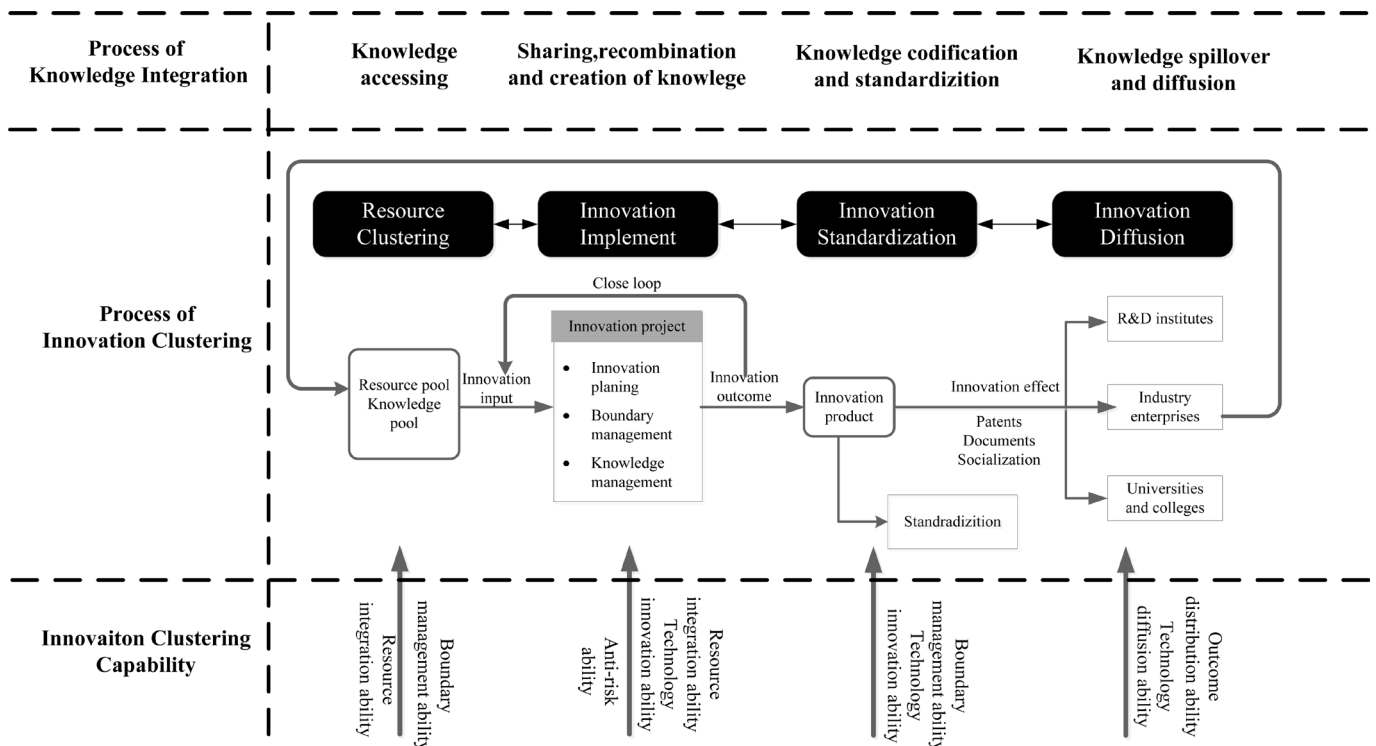 Process of
Knowledge Integration
Knowledge
accessing
Sharing,recombination
and creation of knowlege
Knowledge codification
and standardizition
Knowledge spillover
and diffusion
Process of
Innovation Clustering
Resource
Clustering
Innovation
Implement
Innovation
Standardization
Innovation
Diffusion
Close loop
Resource pool
Knowledge
pool
Innovation
input
Innovation project
• Innovation
planing
• Boundary
management
• Knowledge
management
Innovation
outcome
Innovation
product
Standradizition
Innovation effect
Patents
Documents
Socialization
R&D institutes
Industry
enterprises
Universities
and colleges
Innovaiton Clustering
Capability
Boundary
management ability
Resource
integration ability
Resource
integration ability
Technology
innovation ability
Anti-risk
ability
Boundary
management ability
Technology
innovation ability
Outcome
distribution ability
Technology
diffusion ability